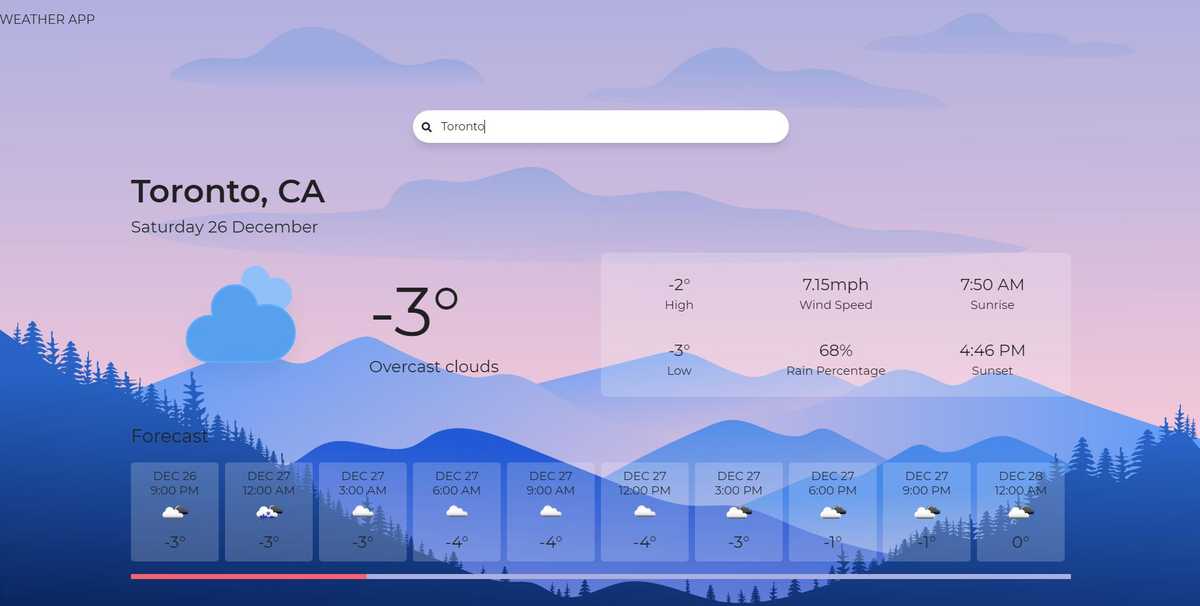 WEATHER APP
Toronto
Toronto, CA
Saturday 26 December
-3°
Overcast clouds
-2° 7.15mph 7:50 AM
High Wind Speed Sunrise
-3° 68% 4:46 PM
Low Rain Percentage Sunset
Forecast
DEC 26 DEC 27 DEC 27 DEC 27 DEC 27 DEC 27 DEC 27 DEC 27 DEC 27 DEC 28
9:00 PM 12:00 AM 3:00 AM 6:00 AM 9:00 AM 12:00 PM 3:00 PM 6:00 PM 9:00 PM 12:00 AM
-3° -3° -3° -4° -4° -4° -3° -1° -1° 0°